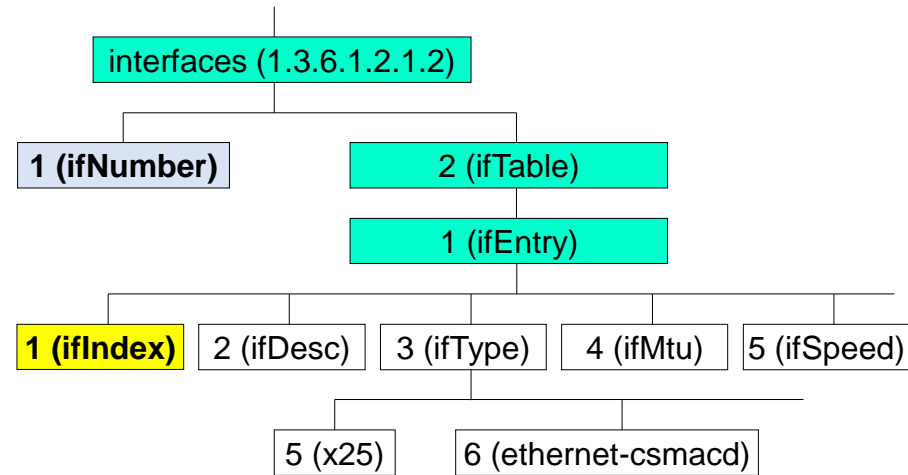 interfaces (1.3.6.1.2.1.2)
1 (ifNumber)
2 (ifTable)
1 (ifEntry)
1 (ifIndex)
2 (ifDesc)
3 (ifType)
4 (ifMtu)
5 (ifSpeed)
5 (x25)
6 (ethernet-csmacd)